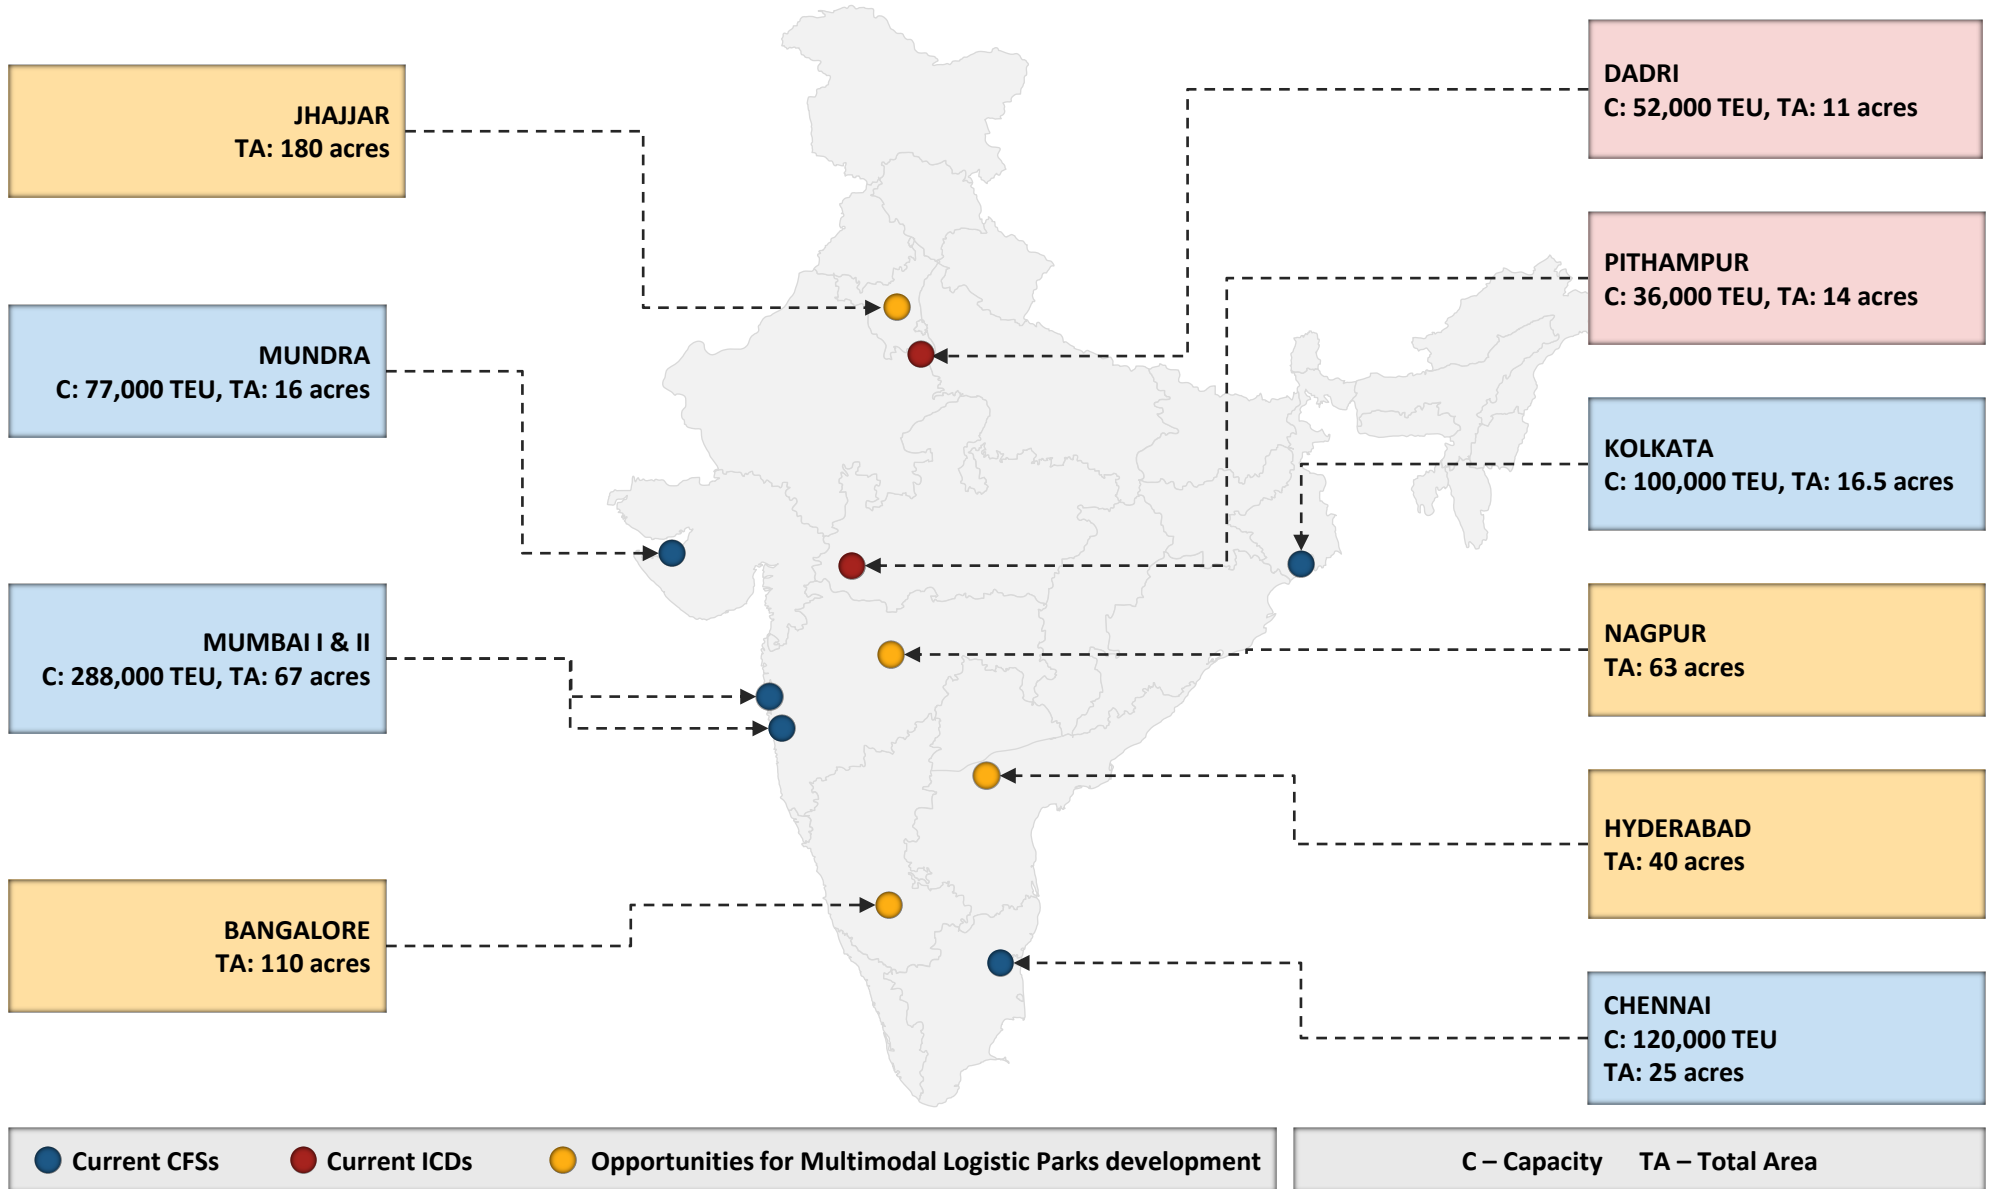 JHAJJAR
TA: 180 acres
MUNDRA
C: 77,000 TEU, TA: 16 acres
MUMBAI I & II
C: 288,000 TEU, TA: 67 acres
BANGALORE
TA: 110 acres
DADRI
C: 52,000 TEU, TA: 11 acres
PITHAMPUR
C: 36,000 TEU, TA: 14 acres
KOLKATA
C: 100,000 TEU, TA: 16.5 acres
NAGPUR
TA: 63 acres
HYDERABAD
TA: 40 acres
CHENNAI
C: 120,000 TEU
TA: 25 acres
Current CFSs
Current ICDs
Opportunities for Multimodal Logistic Parks development
C – Capacity TA – Total Area